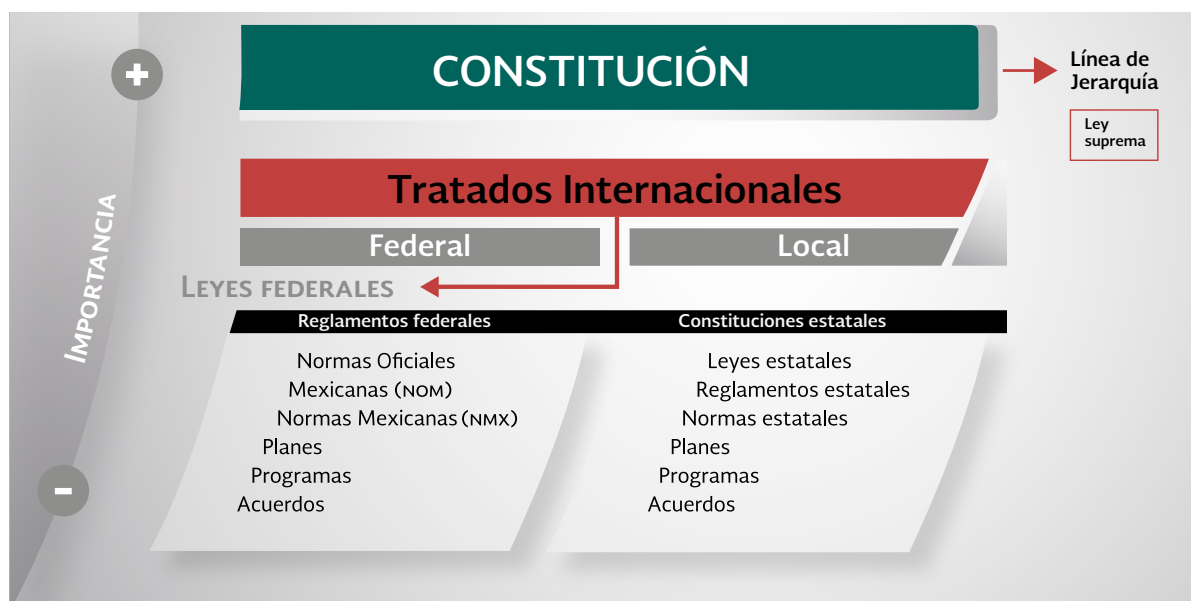 CONSTITUCIÓN
Línea de
Jerarquía
Ley
suprema
+
IMPORTANCIA
-
Tratados Internacionales
Federal
Local
LEYES FEDERALES
Reglamentos federales
Normas Oficiales
Mexicanas (NOM)
Normas Mexicanas (NMX)
Planes
Programas
Acuerdos
Constituciones estatales
Leyes estatales
Reglamentos estatales
Normas estatales
Planes
Programas
Acuerdos